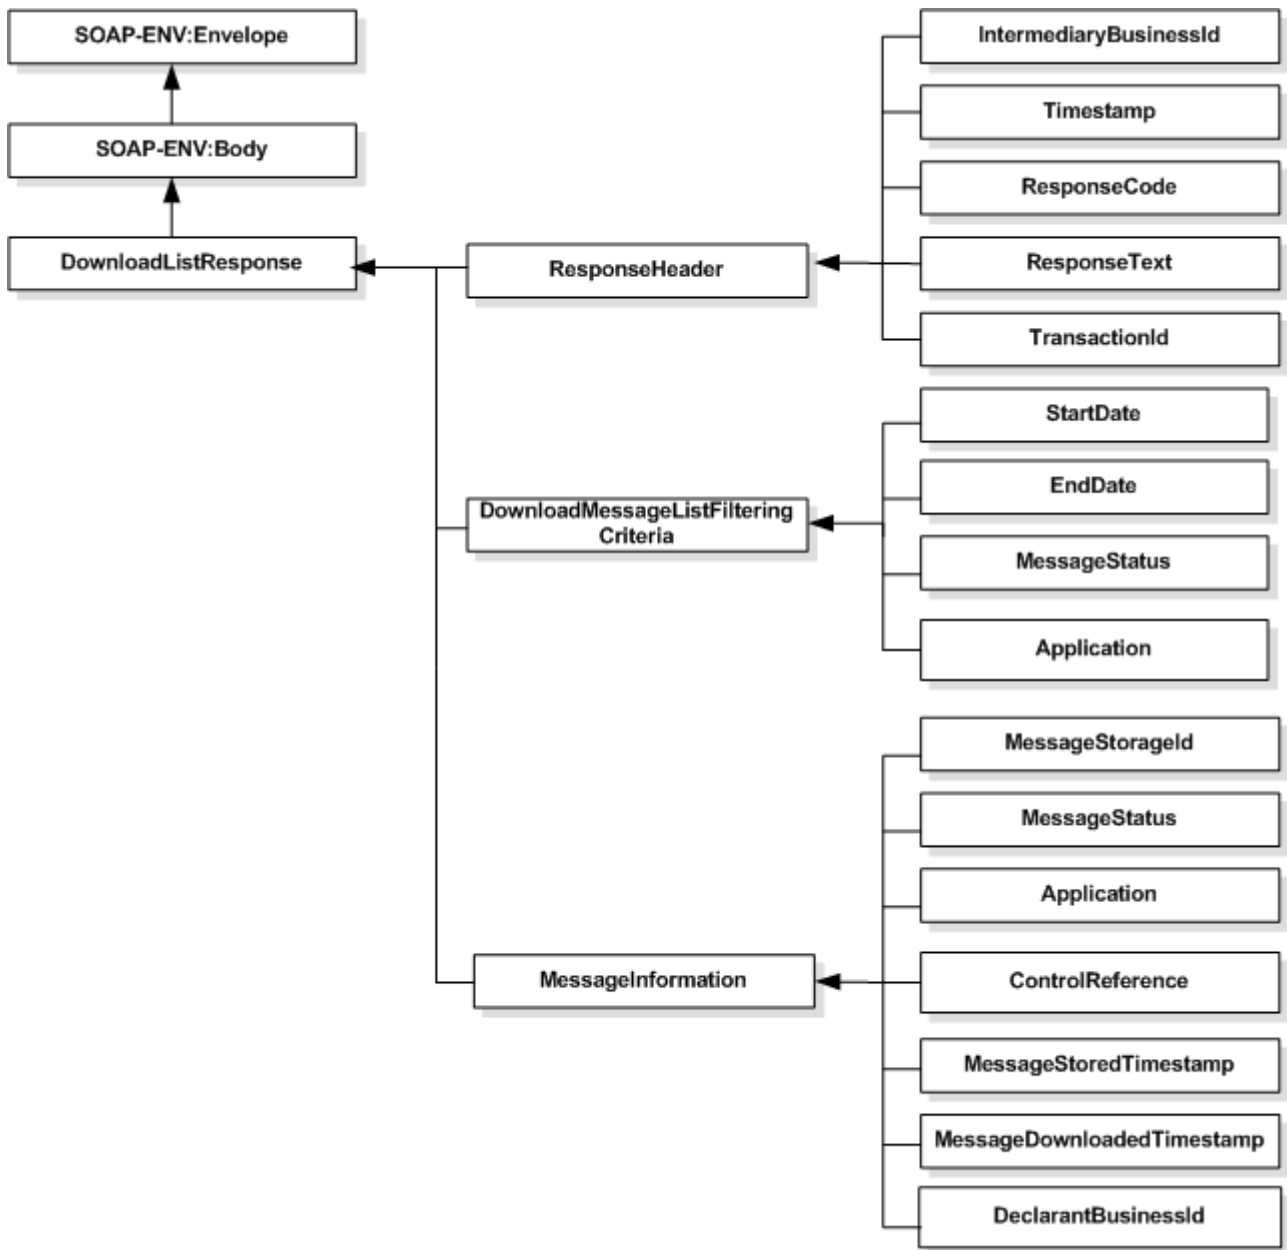 SOAP-ENV:Envelope
SOAP-ENV:Body
DownloadListResponse
ResponseHeader
IntermediaryBusinessId
Timestamp
ResponseCode
ResponseText
TransactionId
DownloadMessageListFiltering
Criteria
StartDate
EndDate
MessageStatus
Application
MessageInformation
MessageStorageId
MessageStatus
Application
ControlReference
MessageStoredTimestamp
MessageDownloadedTimestamp
DeclarantBusinessId